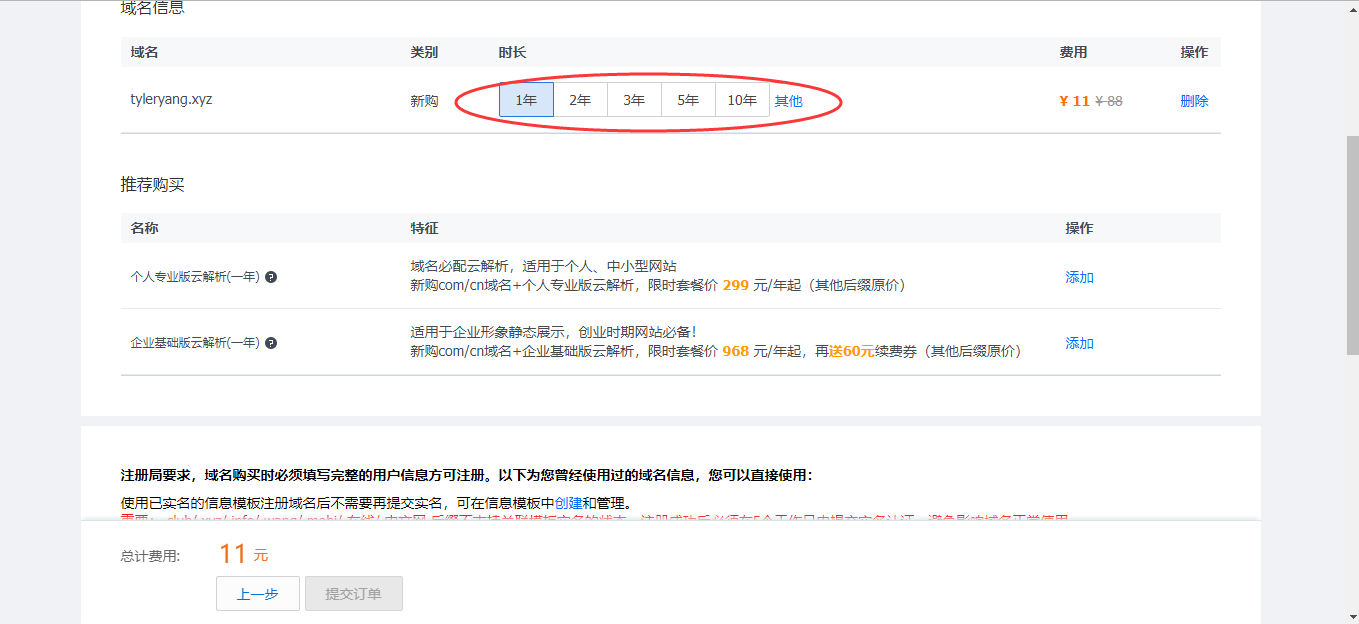 域名信息
域名 类别 时长 费用 操作
tyleryang.xyz 新购 1年 2年 3年 5年 10年 其他 ¥ 11 ¥ 88 删除
推荐购买
名称 特征 操作
个人专业版云解析(一年) ? 域名必配云解析，适用于个人、中小型网站
新购com/cn域名+个人专业版云解析，限时套餐价 299 元/年起（其他后缀原价） 添加
企业基础版云解析(一年) ? 适用于企业形象静态展示，创业时期网站必备！
新购com/cn域名+企业基础版云解析，限时套餐价 968 元/年起，再送60元续费券（其他后缀原价） 添加
注册局要求，域名购买时必须填写完整的用户信息方可注册。以下为您曾经使用过的域名信息，您可以直接使用：
使用已实名的信息模板注册域名后不需要再提交实名，可在信息模板中创建和管理。
总计费用: 11 元
上一步 提交订单